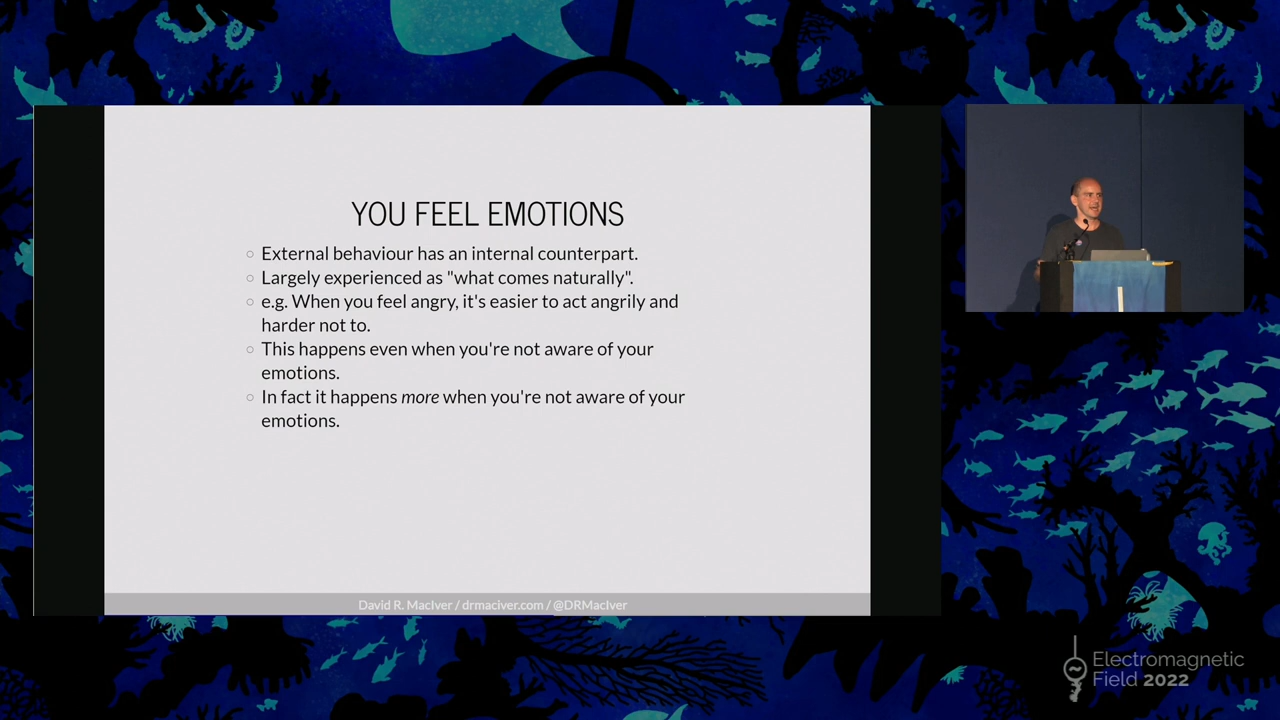 YOU FEEL EMOTIONS
External behaviour has an internal counterpart.
Largely experienced as "what comes naturally".
e.g. When you feel angry, it's easier to act angrily and
harder not to.
This happens even when you're not aware of your
emotions.
In fact it happens more when you're not aware of your
emotions.
David R. MacIver / drmaciver.com / @DRMacIver
Electromagnetic
Field 2022